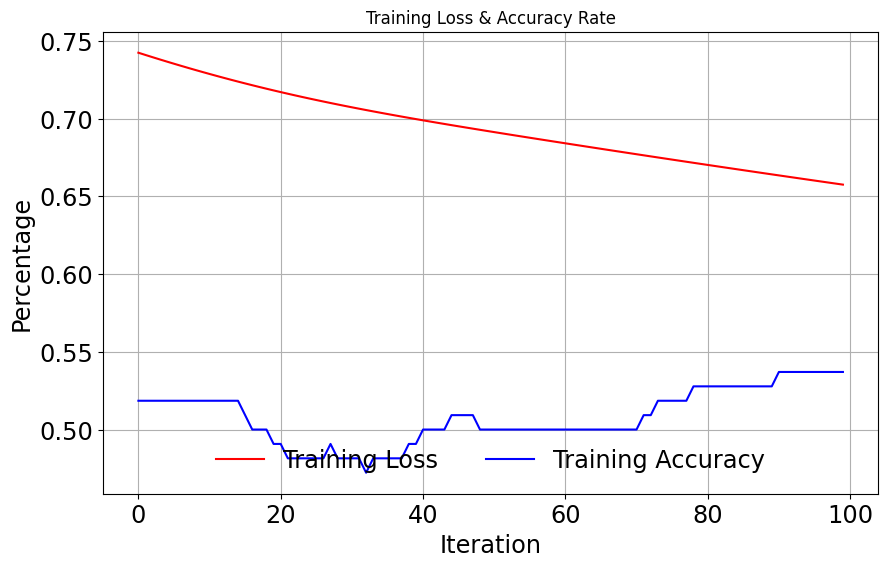 Training Loss & Accuracy Rate
0.75
0.70
0.65
0.60
0.55
0.50
Percentage
Training Loss Training Accuracy
0 20 40 60 80 100
Iteration